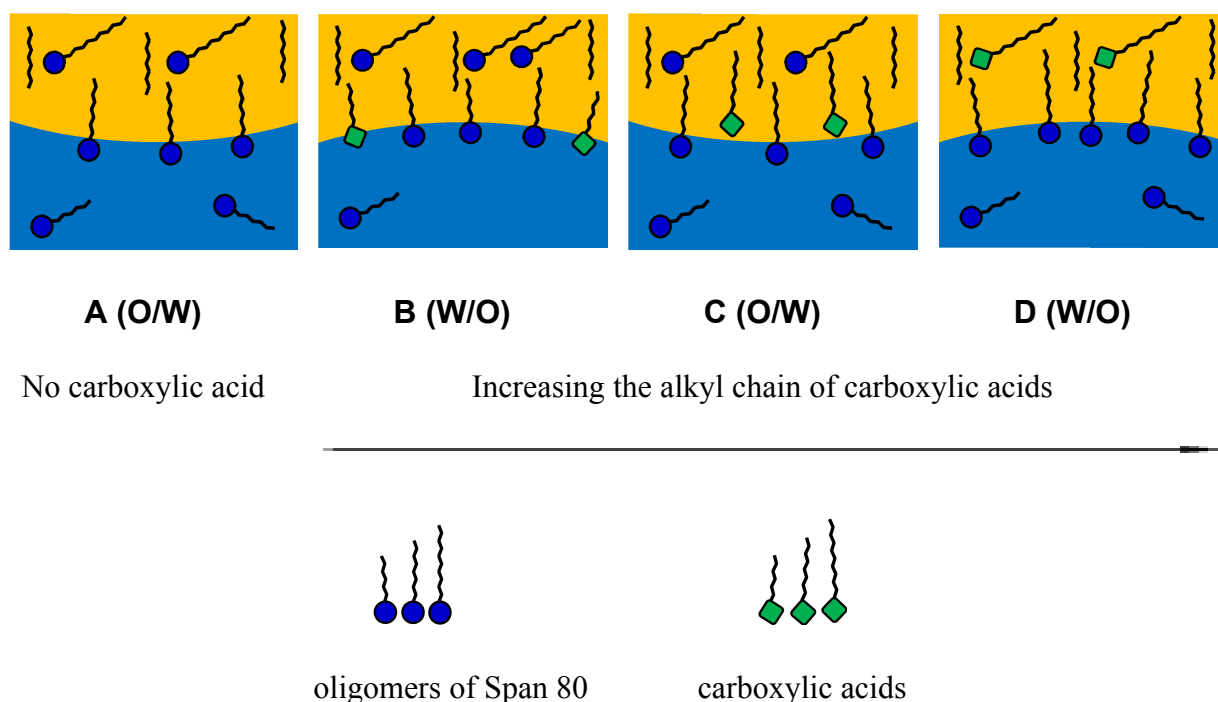 A (O/W) B (W/O) C (O/W) D (W/O)
No carboxylic acid Increasing the alkyl chain of carboxylic acids
oligomers of Span 80 carboxylic acids